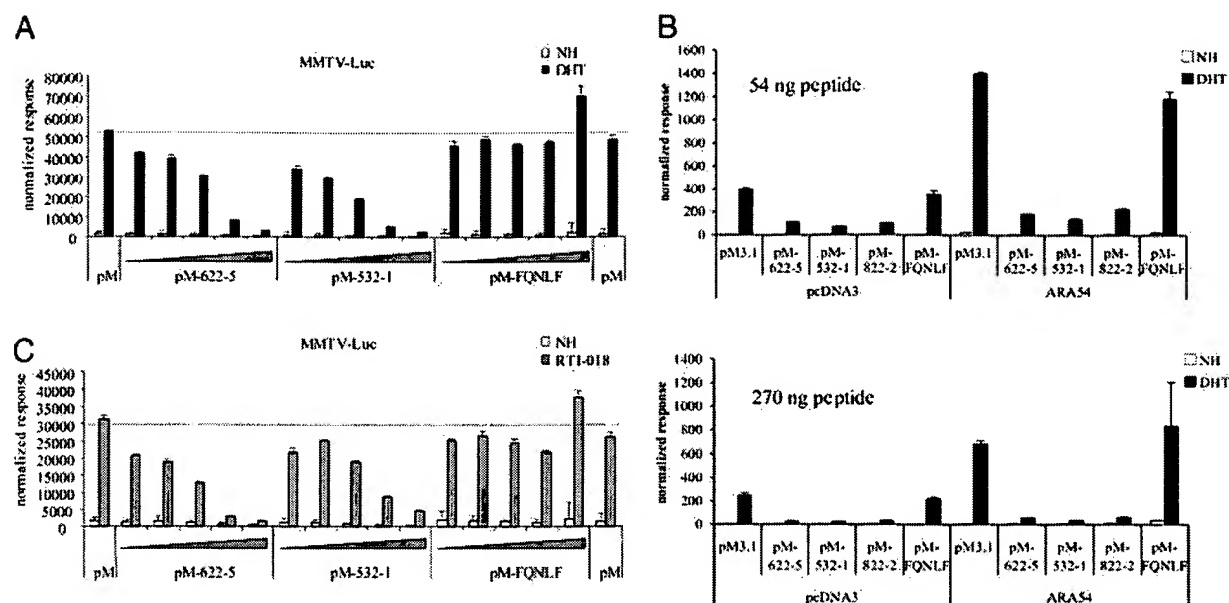 A
MMTV-Luc
NH
DHT
normalized response
80000
70000
60000
50000
40000
30000
20000
10000
0
pM
pM-622-5
pM-532-1
pM-FQNLF
pM
B
54 ng peptide
NH
DHT
normalized response
1600
1400
1200
1000
800
600
400
200
0
pM3.1
pM-622-5
pM-532-1
pM-822-2
pM-FQNLF
pM3.1
pM-622-5
pM-532-1
pM-822-2
pM-FQNLF
pcDNA3
ARA54
C
MMTV-Luc
NH
RTI-018
normalized response
45000
40000
35000
30000
25000
20000
15000
10000
5000
0
pM
pM-622-5
pM-532-1
pM-FQNLF
pM
270 ng peptide
NH
DHT
normalized response
1400
1200
1000
800
600
400
200
0
pM3.1
pM-622-5
pM-532-1
pM-822-2
pM-FQNLF
pM3.1
pM-622-5
pM-532-1
pM-822-2
pM-FQNLF
pcDNA3
ARA54